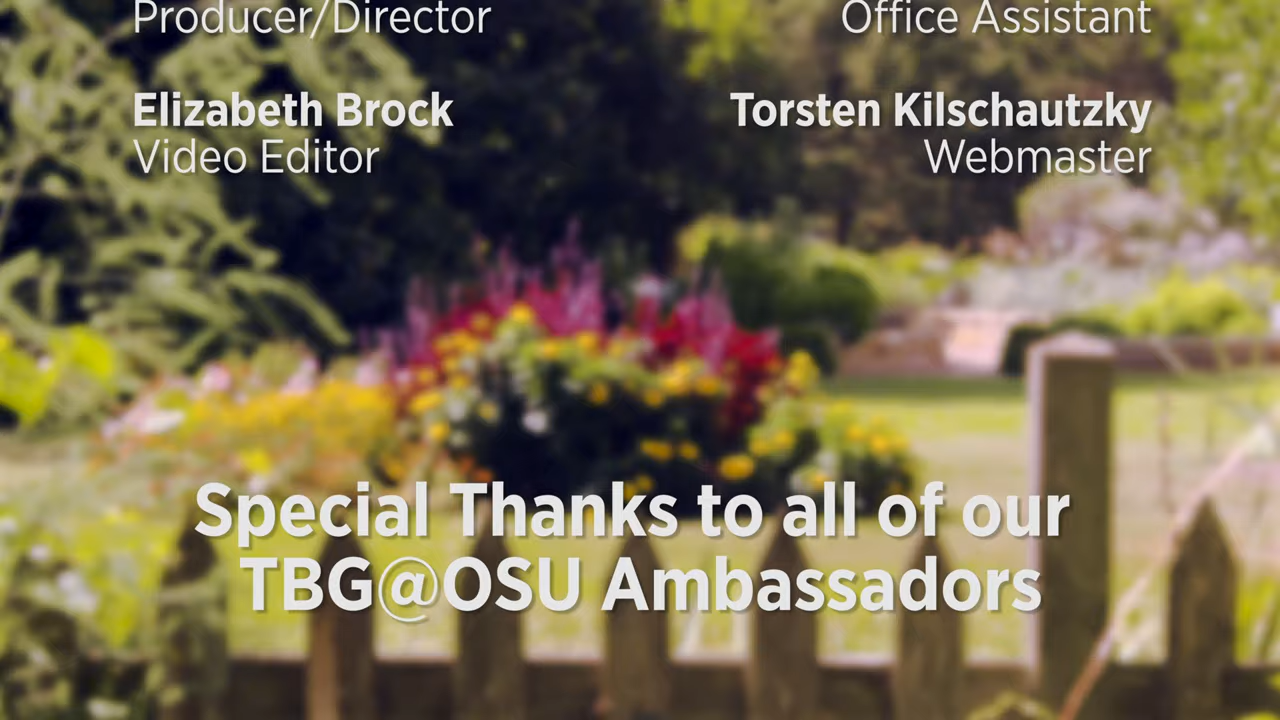 Producer/Director
Office Assistant
Elizabeth Brock
Video Editor
Torsten Kilschautzky
Webmaster
Special Thanks to all of our
TBG@OSU Ambassadors